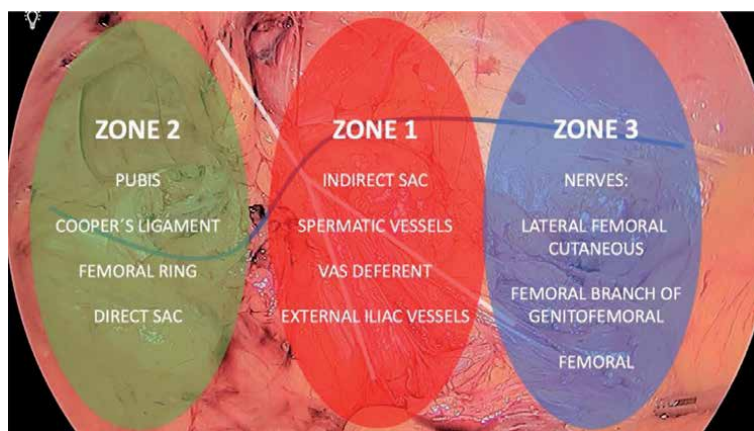 ZONE 2
PUBIS
COOPER´S LIGAMENT
FEMORAL RING
DIRECT SAC
ZONE 1
INDIRECT SAC
SPERMATIC VESSELS
VAS DEFERENT
EXTERNAL ILIAC VESSELS
ZONE 3
NERVES:
LATERAL FEMORAL
CUTANEOUS
FEMORAL BRANCH OF
GENITOFEMORAL
FEMORAL